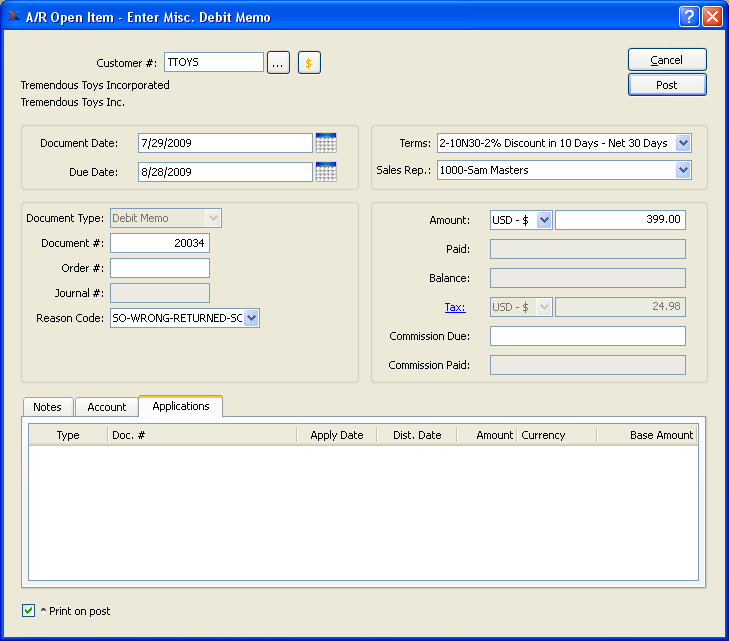 A/R Open Item - Enter Misc. Debit Memo
?
Customer #: TTOYS ... $
Cancel
Tremendous Toys Incorporated
Post
Tremendous Toys Inc.
Document Date: 7/29/2009
Due Date: 8/28/2009
Terms: 2-10N30-2% Discount in 10 Days - Net 30 Days
Sales Rep.: 1000-Sam Masters
Document Type: Debit Memo
Document #: 20034
Order #:
Journal #:
Reason Code: SO-WRONG-RETURNED-SC
Amount: USD - $ 399.00
Paid:
Balance:
Tax: USD - $ 24.98
Commission Due:
Commission Paid:
Notes Account Applications
Type Doc. # Apply Date Dist. Date Amount Currency Base Amount
^ Print on post